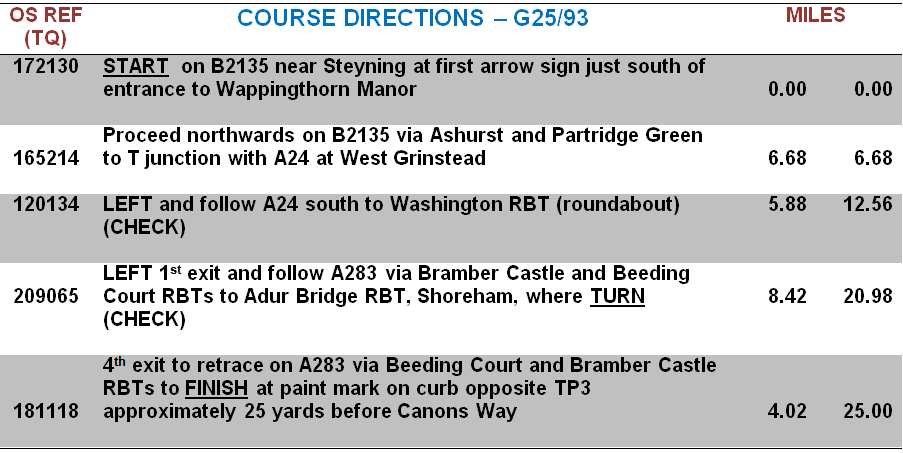 OS REF COURSE DIRECTIONS – G25/93 MILES
(TQ)
172130 START on B2135 near Steyning at first arrow sign just south of
entrance to Wappingthorn Manor 0.00 0.00
Proceed northwards on B2135 via Ashurst and Partridge Green
165214 to T junction with A24 at West Grinstead 6.68 6.68
120134 LEFT and follow A24 south to Washington RBT (roundabout) 5.88 12.56
(CHECK)
LEFT 1st exit and follow A283 via Bramber Castle and Beeding
209065 Court RBTs to Adur Bridge RBT, Shoreham, where TURN 8.42 20.98
(CHECK)
4th exit to retrace on A283 via Beeding Court and Bramber Castle
RBTs to FINISH at paint mark on curb opposite TP3
181118 approximately 25 yards before Canons Way 4.02 25.00